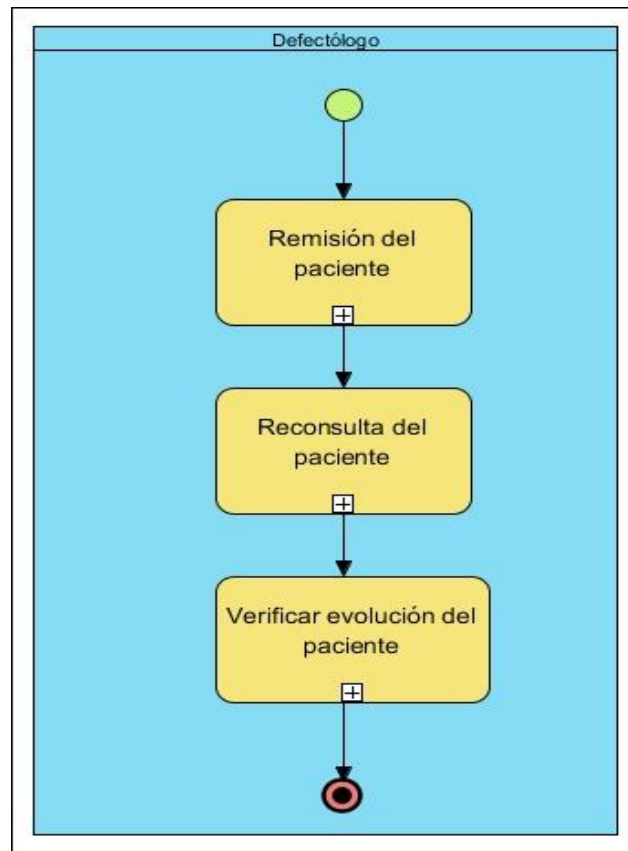 Defectólogo
Remisión del
paciente
Reconsulta del
paciente
Verificar evolución del
paciente